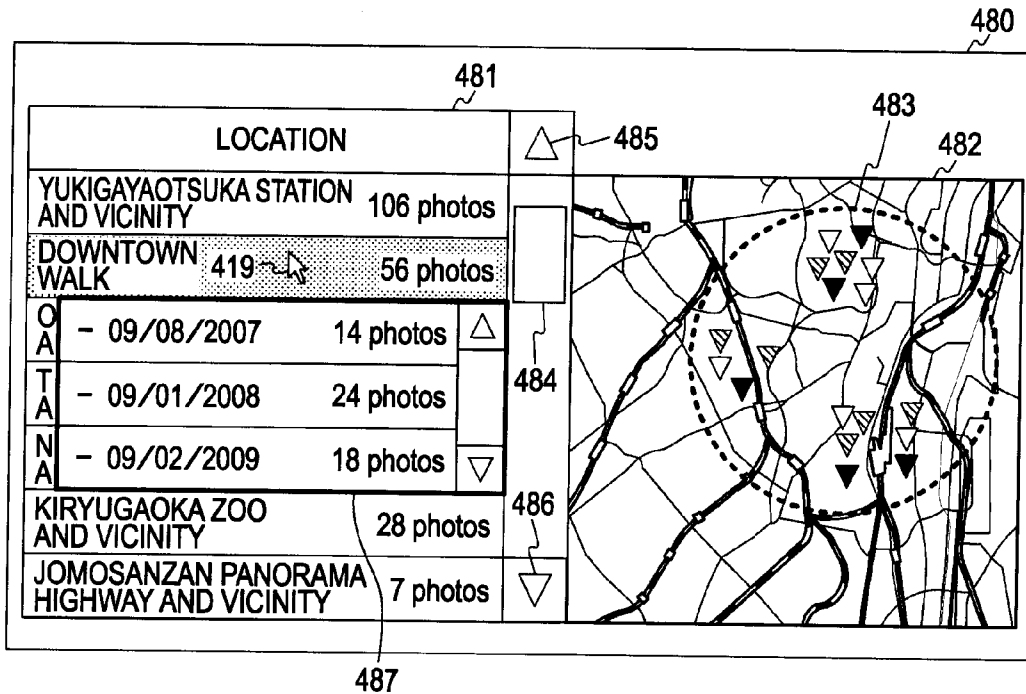 480
481
LOCATION
485
483
482
YUKIGAYAOTSUKA STATION
AND VICINITY
106 photos
DOWNTOWN
WALK
419
56 photos
O
A
- 09/08/2007 14 photos
484
T
A
- 09/01/2008 24 photos
N
A
- 09/02/2009 18 photos
486
KIRYUGAOKA ZOO
AND VICINITY
28 photos
JOMOSANZAN PANORAMA
HIGHWAY AND VICINITY
7 photos
487